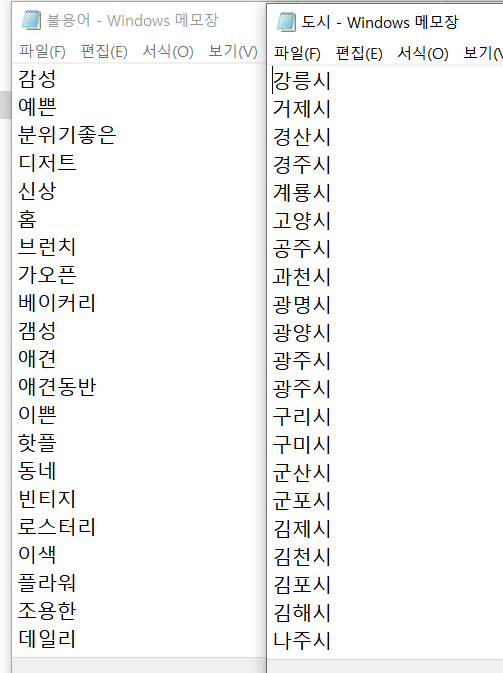 불용어 - Windows 메모장
파일(F) 편집(E) 서식(O) 보기(V)
감성
예쁜
분위기좋은
디저트
신상
홈
브런치
가오픈
베이커리
갬성
애견
애견동반
이쁜
핫플
동네
빈티지
로스터리
이색
플라워
조용한
데일리
도시 - Windows 메모장
파일(F) 편집(E) 서식(O) 보기(V)
강릉시
거제시
경산시
경주시
계룡시
고양시
공주시
과천시
광명시
광양시
광주시
광주시
구리시
구미시
군산시
군포시
김제시
김천시
김포시
김해시
나주시